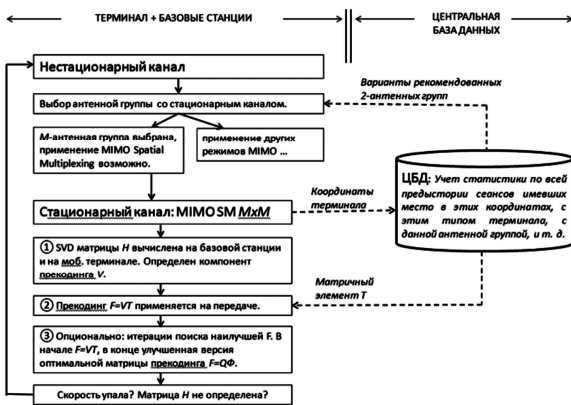 ТЕРМИНАЛ + БАЗОВЫЕ СТАНЦИИ
ЦЕНТРАЛЬНАЯ
БАЗА ДАННЫХ
Нестационарный канал
Выбор антенной группы со стационарным каналом.
Варианты рекомендованных
2-антенных групп
М-антенная группа выбрана,
применение MIMO Spatial
Multiplexing возможно.
применение других
режимов MIMO ...
ЦБД: Учет статистики по всей
предыстории сеансов имевших
место в этих координатах, с
этим типом терминала, с
данной антенной группой, и т. д.
Координаты
терминала
Стационарный канал: MIMO SM MxM
① SVD матрицы H вычислена на базовой станции
и на моб. терминале. Определен компонент
прекодинга V.
Матричный
элемент T
② Прекодинг F=VT применяется на передаче.
③ Опционально: итерации поиска наилучшей F. В
начале F=VT, в конце улучшенная версия
оптимальной матрицы прекодинга F=QΦ.
Скорость упала? Матрица H не определена?